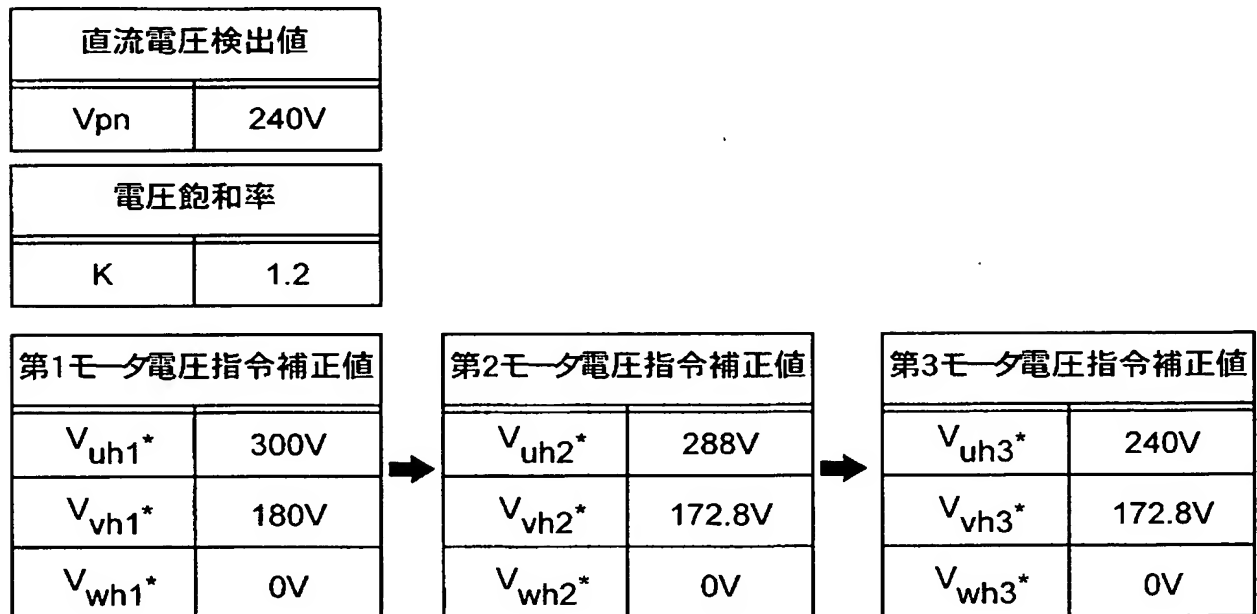 直流電圧検出値
Vpn 240V
電圧飽和率
K 1.2
第1モータ電圧指令補正値 第2モータ電圧指令補正値 第3モータ電圧指令補正値
Vuh1* 300V Vuh2* 288V Vuh3* 240V
Vvh1* 180V Vvh2* 172.8V Vvh3* 172.8V
Vwh1* 0V Vwh2* 0V Vwh3* 0V